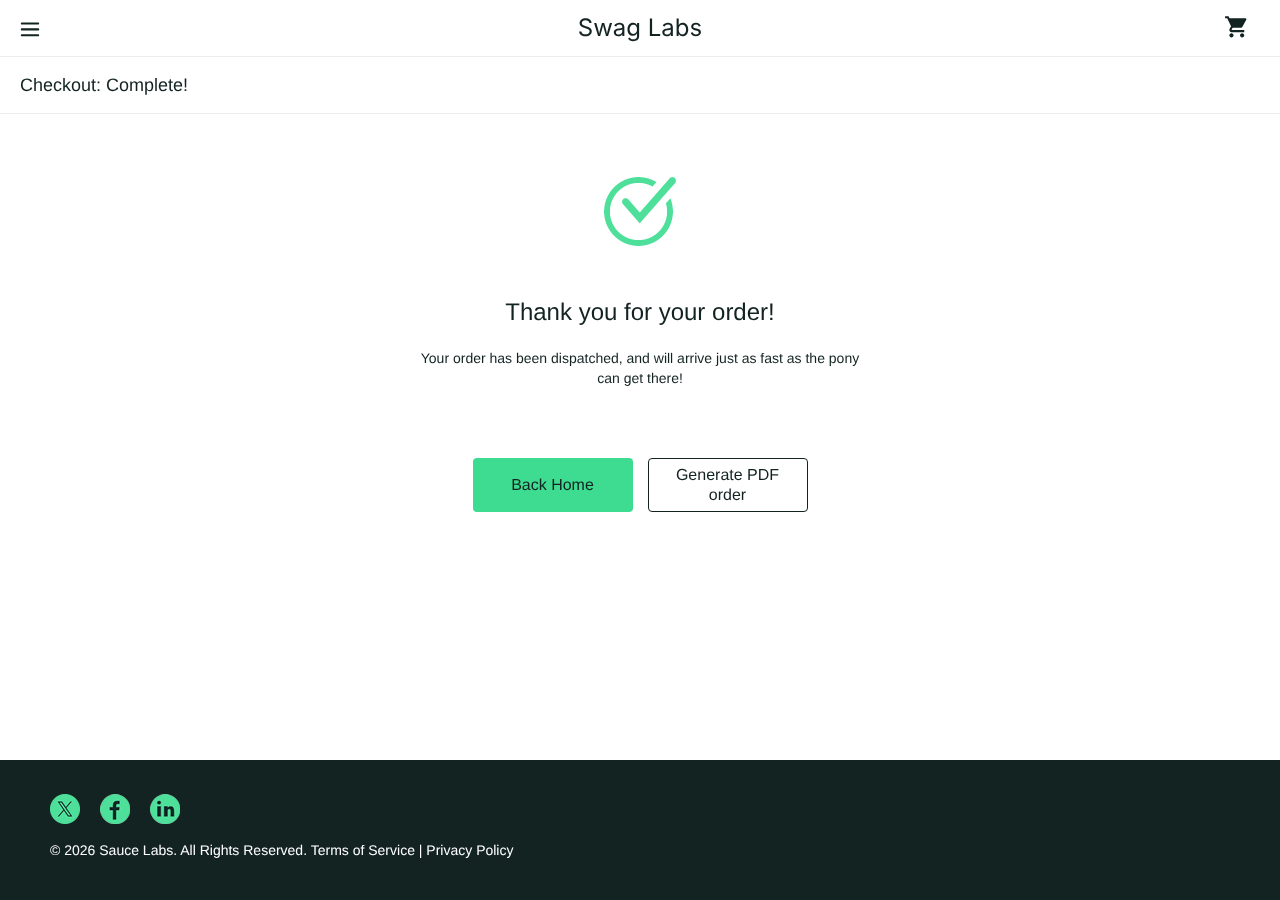 Swag Labs
Checkout: Complete!
Thank you for your order!
Your order has been dispatched, and will arrive just as fast as the pony
can get there!
Back Home
Generate PDF
order
© 2026 Sauce Labs. All Rights Reserved. Terms of Service | Privacy Policy